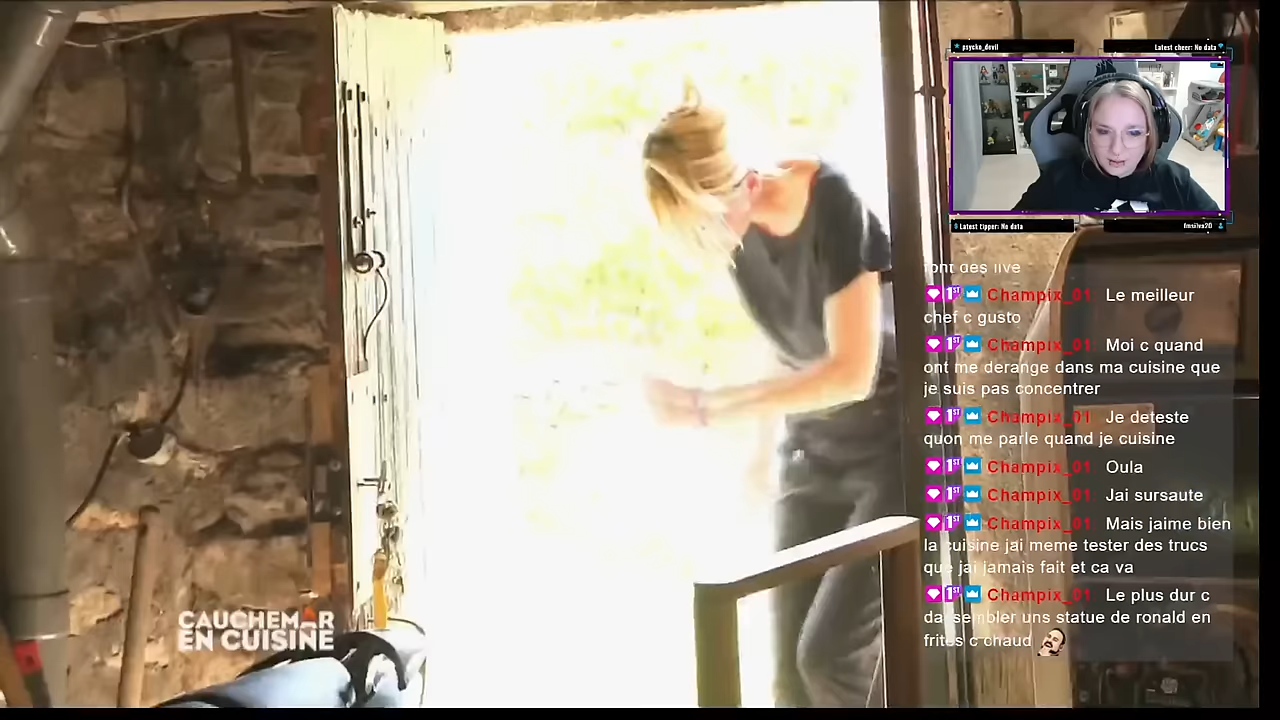 psycko_devil
Latest cheer: No data
Latest tipper: No data
font des live
Champix_01 Le meilleur
chef c gusto
Champix_01 Moi c quand
ont me derange dans ma cuisine que
je suis pas concentrer
Champix_01 Je deteste
quon me parle quand je cuisine
Champix_01 Oula
Champix_01 Jai sursaute
Champix_01 Mais jaime bien
la cuisine jai meme tester des trucs
que jai jamais fait et ca va
Champix_01 Le plus dur c
dassembler uns statue de ronald en
frites c chaud
CAUCHEMAR
EN CUISINE